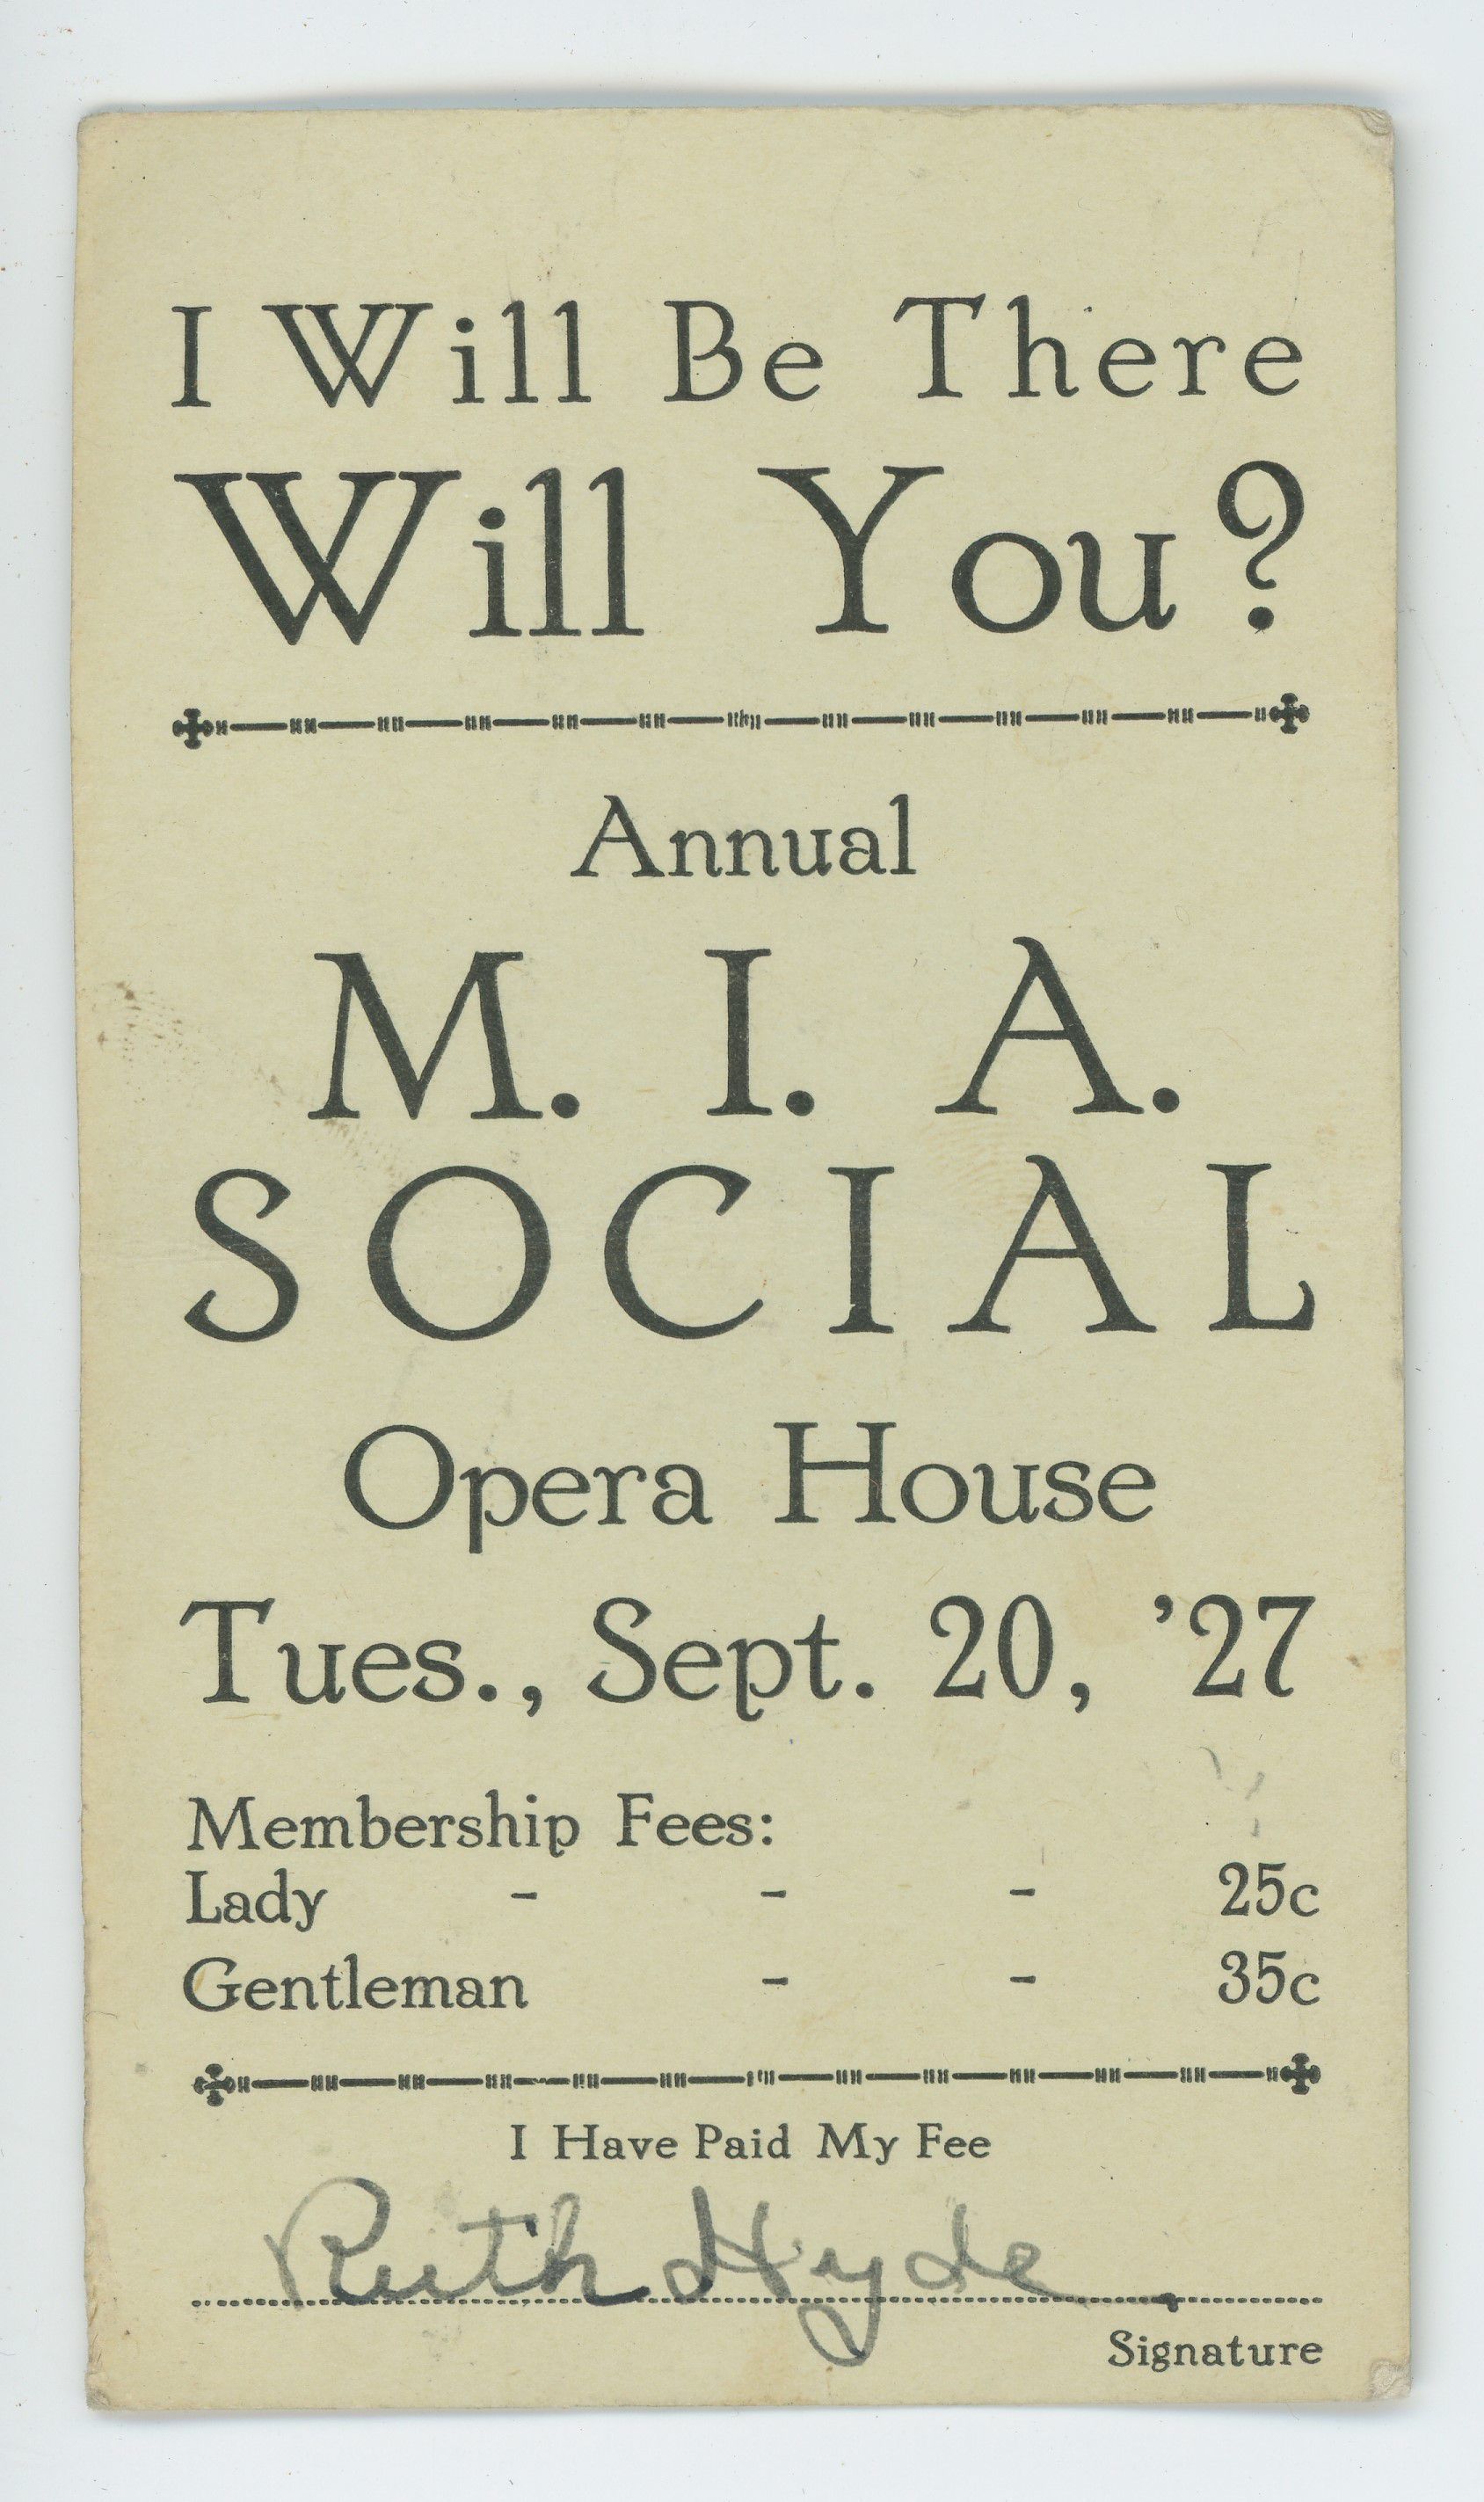 I Will Be There
Will You?
Annual
M. I. A.
SOCIAL
Opera House
Tues., Sept. 20, '27
Membership Fees:
Lady - - - 25c
Gentleman - - 35c
I Have Paid My Fee
Ruth Hyde
Signature